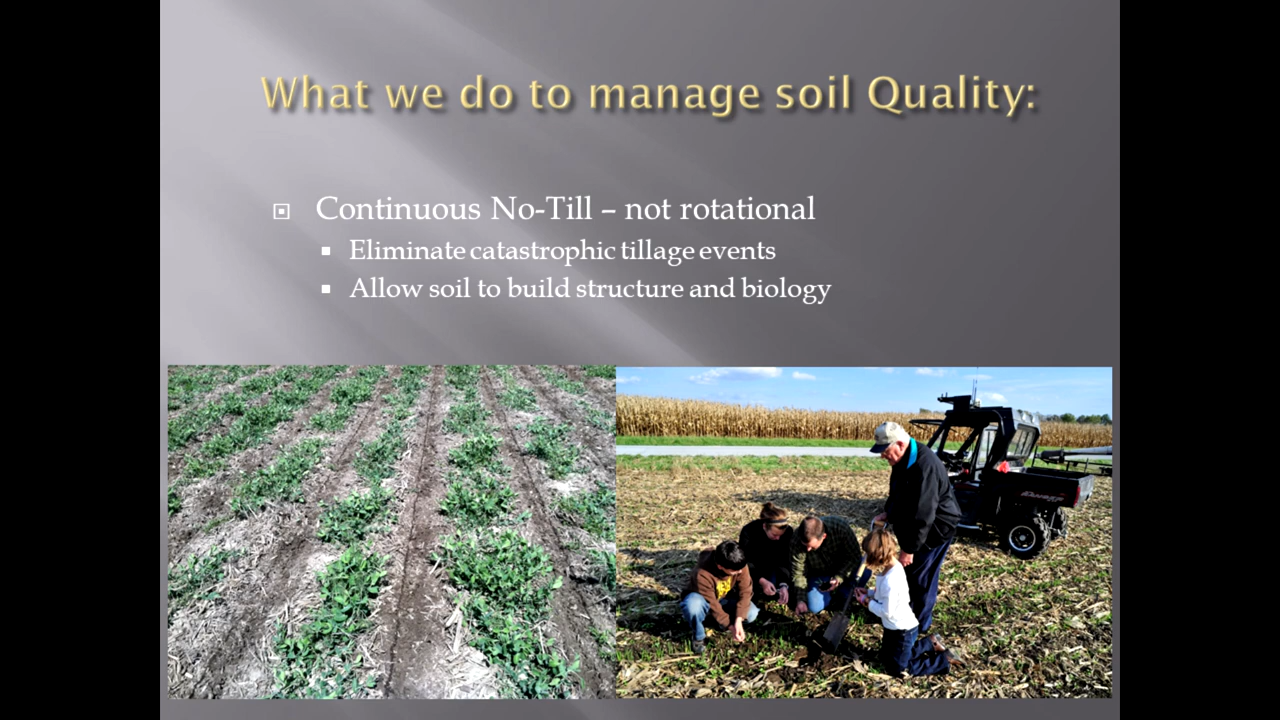 What we do to manage soil Quality:
Continuous No-Till – not rotational
Eliminate catastrophic tillage events
Allow soil to build structure and biology